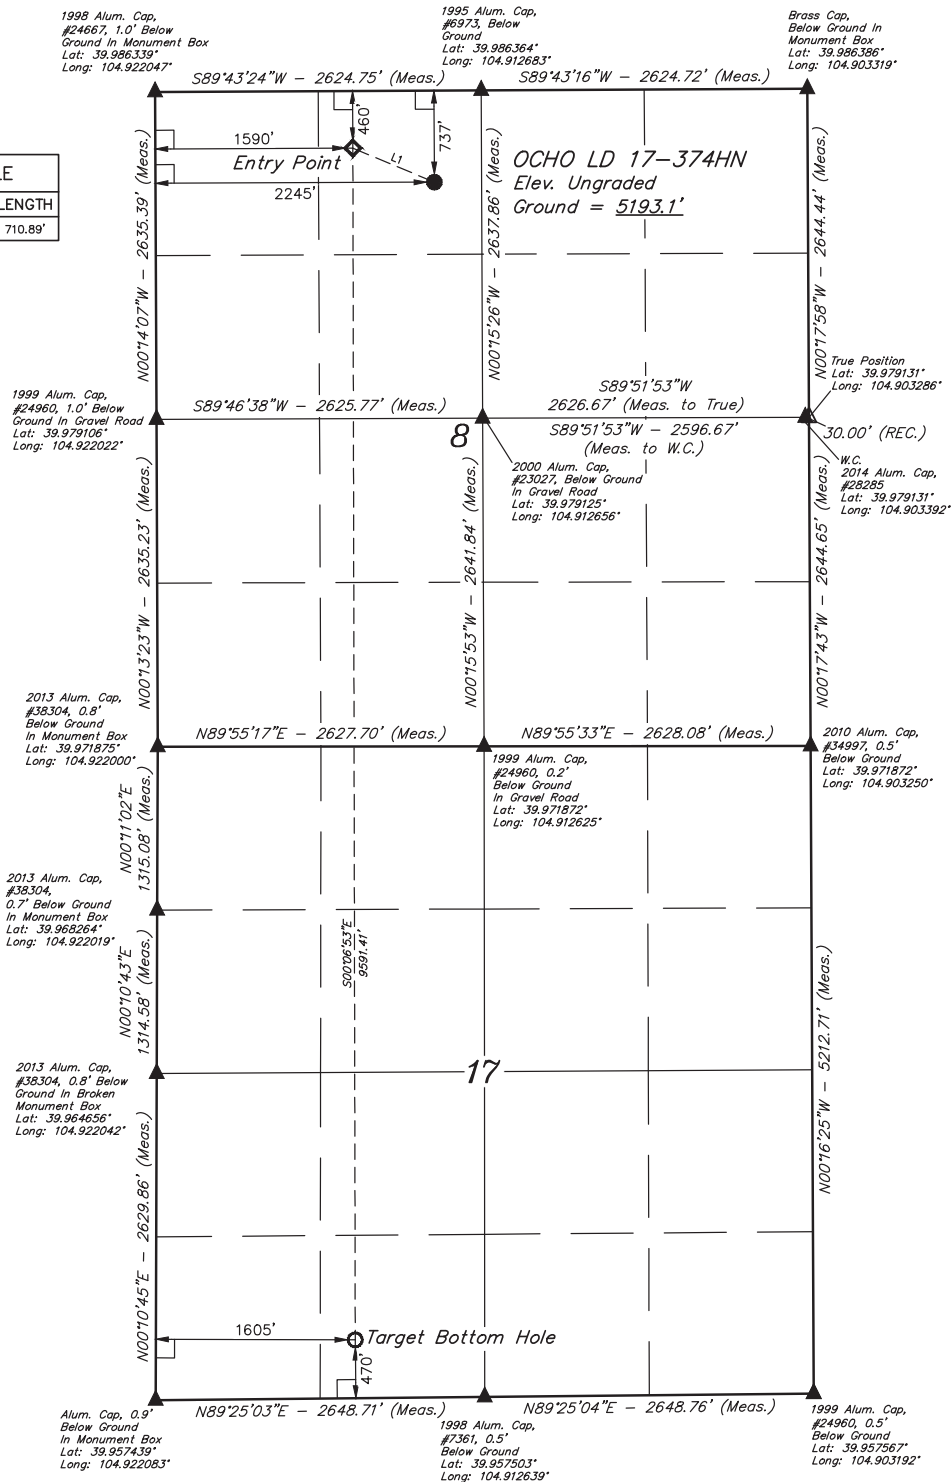 1998 Alum. Cap,
#24667, 1.0' Below
Ground In Monument Box
Lat: 39.986339°
Long: 104.922047°
1995 Alum. Cap,
#6973, Below
Ground
Lat: 39.986364°
Long: 104.912683°
Brass Cap,
Below Ground In
Monument Box
Lat: 39.986386°
Long: 104.903319°
S89°43'24"W - 2624.75' (Meas.)
S89°43'16"W - 2624.72' (Meas.)
LE
LENGTH
710.89'
1590'
460'
737'
Entry Point
L1
2245'
OCHO LD 17-374HN
Elev. Ungraded
Ground = 5193.1'
N00°14'07"W - 2635.39' (Meas.)
N00°15'26"W - 2637.86' (Meas.)
N00°17'58"W - 2644.44' (Meas.)
True Position
Lat: 39.979131°
Long: 104.903286°
1999 Alum. Cap,
#24960, 1.0' Below
Ground In Gravel Road
Lat: 39.979106°
Long: 104.922022°
S89°46'38"W - 2625.77' (Meas.)
S89°51'53"W
2626.67' (Meas. to True)
S89°51'53"W - 2596.67'
(Meas. to W.C.)
30.00' (REC.)
8
W.C.
2014 Alum. Cap,
#28285
Lat: 39.979131°
Long: 104.903392°
2000 Alum. Cap,
#23027, Below Ground
In Gravel Road
Lat: 39.979125°
Long: 104.912656°
N00°13'23"W - 2635.23' (Meas.)
N00°15'53"W - 2641.84' (Meas.)
N00°17'43"W - 2644.65' (Meas.)
2013 Alum. Cap,
#38304, 0.8'
Below Ground
In Monument Box
Lat: 39.971875°
Long: 104.922000°
N89°55'17"E - 2627.70' (Meas.)
N89°55'33"E - 2628.08' (Meas.)
2010 Alum. Cap,
#34997, 0.5'
Below Ground
Lat: 39.971872°
Long: 104.903250°
1999 Alum. Cap,
#24960, 0.2'
Below Ground
In Gravel Road
Lat: 39.971872°
Long: 104.912625°
N00°11'02"E
1315.08' (Meas.)
2013 Alum. Cap,
#38304,
0.7' Below Ground
In Monument Box
Lat: 39.968264°
Long: 104.922019°
S00°06'53"E
9591.41'
N00°10'43"E
1314.58' (Meas.)
N00°16'25"W - 5212.71' (Meas.)
2013 Alum. Cap,
#38304, 0.8' Below
Ground In Broken
Monument Box
Lat: 39.964656°
Long: 104.922042°
17
N00°10'45"E - 2629.86' (Meas.)
1605'
Target Bottom Hole
470'
N89°25'03"E - 2648.71' (Meas.)
N89°25'04"E - 2648.76' (Meas.)
Alum. Cap, 0.9'
Below Ground
In Monument Box
Lat: 39.957439°
Long: 104.922083°
1998 Alum. Cap,
#7361, 0.5'
Below Ground
Lat: 39.957503°
Long: 104.912639°
1999 Alum. Cap,
#24960, 0.5'
Below Ground
Lat: 39.957567°
Long: 104.903192°